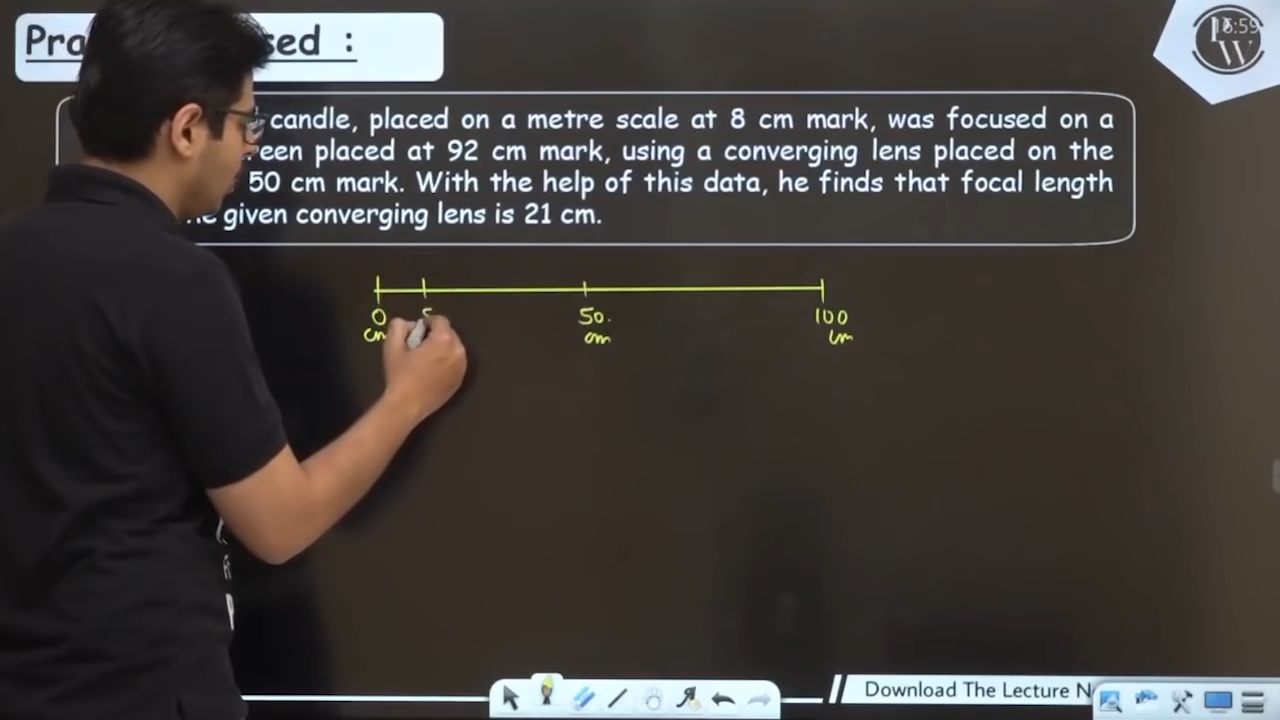 sed :
candle, placed on a metre scale at 8 cm mark, was focused on a
placed at 92 cm mark, using a converging lens placed on the
50 cm mark. With the help of this data, he finds that focal length
given converging lens is 21 cm.
0 50. 100
cm cm cm
Download The Lecture N
W